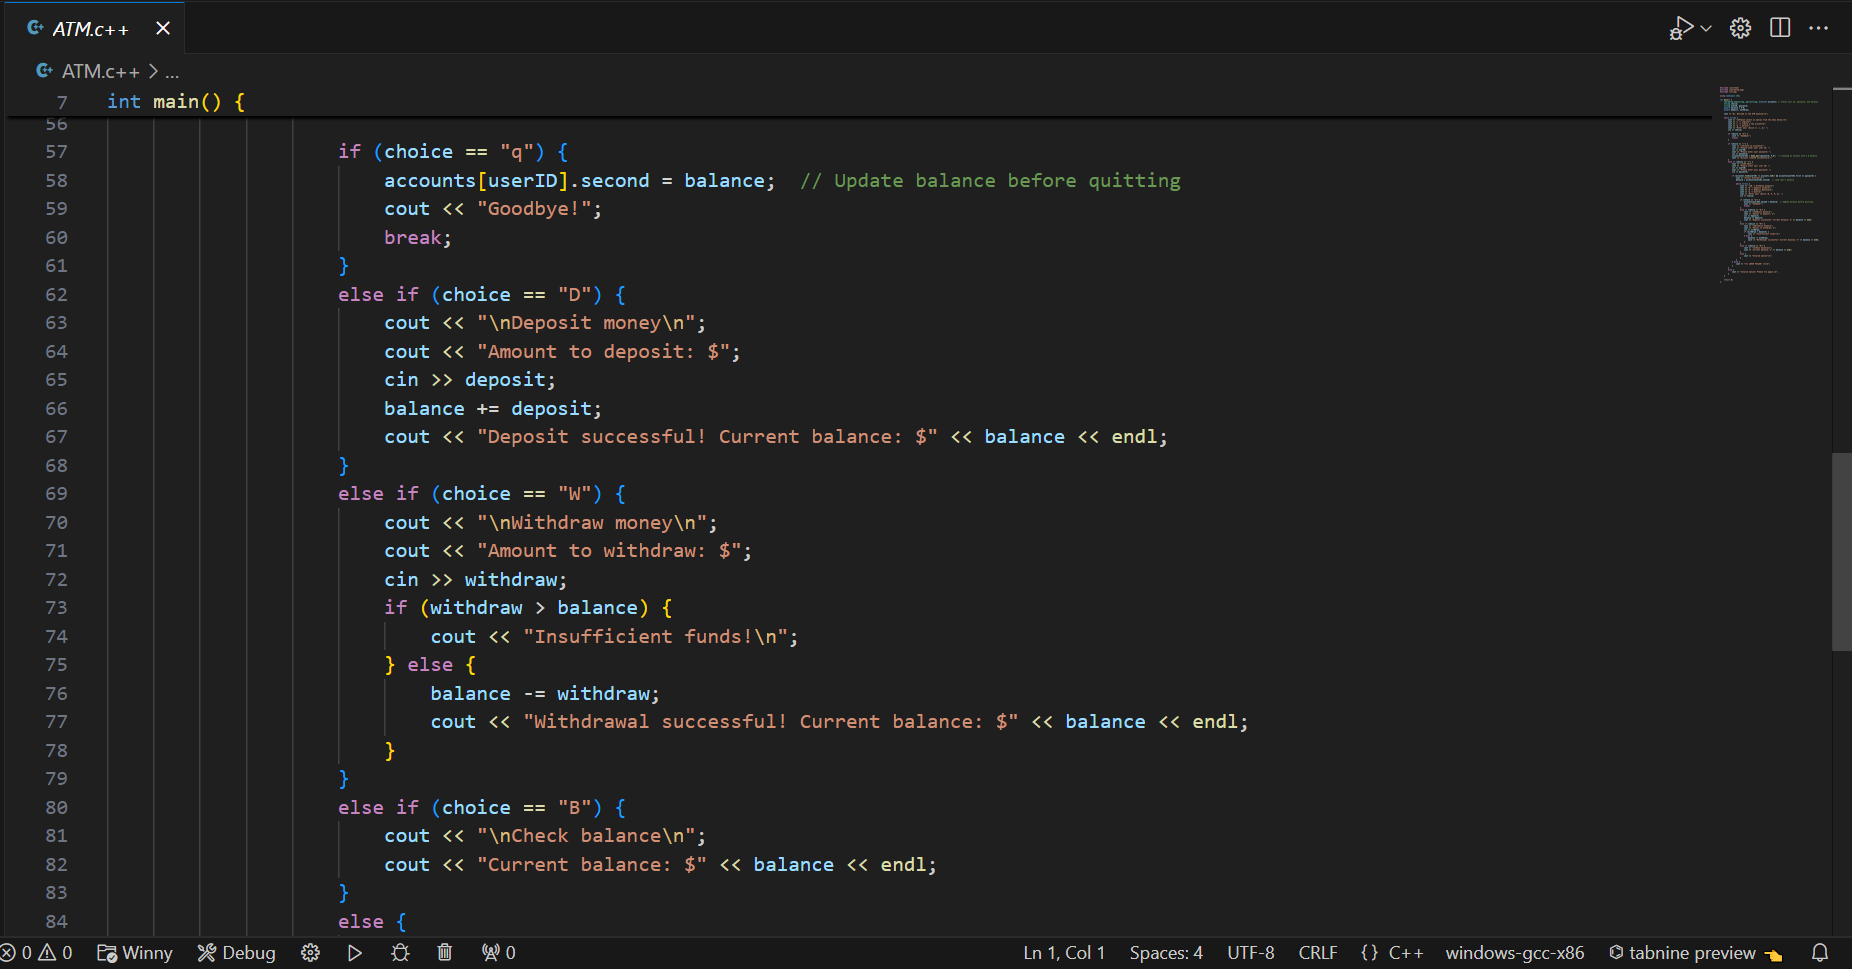 ATM.c++
ATM.c++ > ...
7 int main() {
56
57 if (choice == "q") {
58 accounts[userID].second = balance; // Update balance before quitting
59 cout << "Goodbye!";
60 break;
61 }
62 else if (choice == "D") {
63 cout << "\nDeposit money\n";
64 cout << "Amount to deposit: $";
65 cin >> deposit;
66 balance += deposit;
67 cout << "Deposit successful! Current balance: $" << balance << endl;
68 }
69 else if (choice == "W") {
70 cout << "\nWithdraw money\n";
71 cout << "Amount to withdraw: $";
72 cin >> withdraw;
73 if (withdraw > balance) {
74 cout << "Insufficient funds!\n";
75 } else {
76 balance -= withdraw;
77 cout << "Withdrawal successful! Current balance: $" << balance << endl;
78 }
79 }
80 else if (choice == "B") {
81 cout << "\nCheck balance\n";
82 cout << "Current balance: $" << balance << endl;
83 }
84 else {
0 0 Winny Debug 0 Ln 1, Col 1 Spaces: 4 UTF-8 CRLF {} C++ windows-gcc-x86 tabnine preview